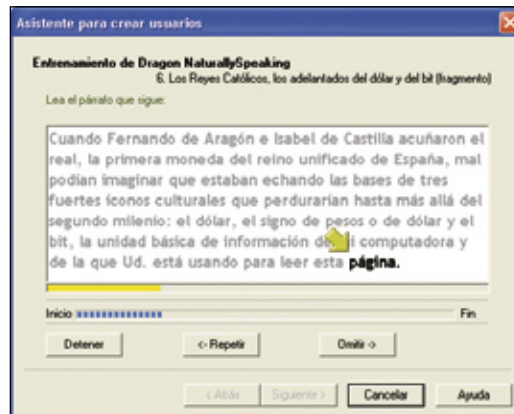 Asistente para crear usuarios
Entrenamiento de Dragon NaturallySpeaking
6. Los Reyes Católicos, los adelantados del dólar y del bit (fragmento)
Lea el párrafo que sigue:
Cuando Fernando de Aragón e Isabel de Castilla acuñaron el
real, la primera moneda del reino unificado de España, mal
podían imaginar que estaban echando las bases de tres
fuertes íconos culturales que perdurarían hasta más allá del
segundo milenio: el dólar, el signo de pesos o de dólar y el
bit, la unidad básica de información computadora y
de la que Ud. está usando para leer esta página.
Inicio
Fin
Detener
<- Repetir
Omitir ->
< Atrás
Siguiente >
Cancelar
Ayuda